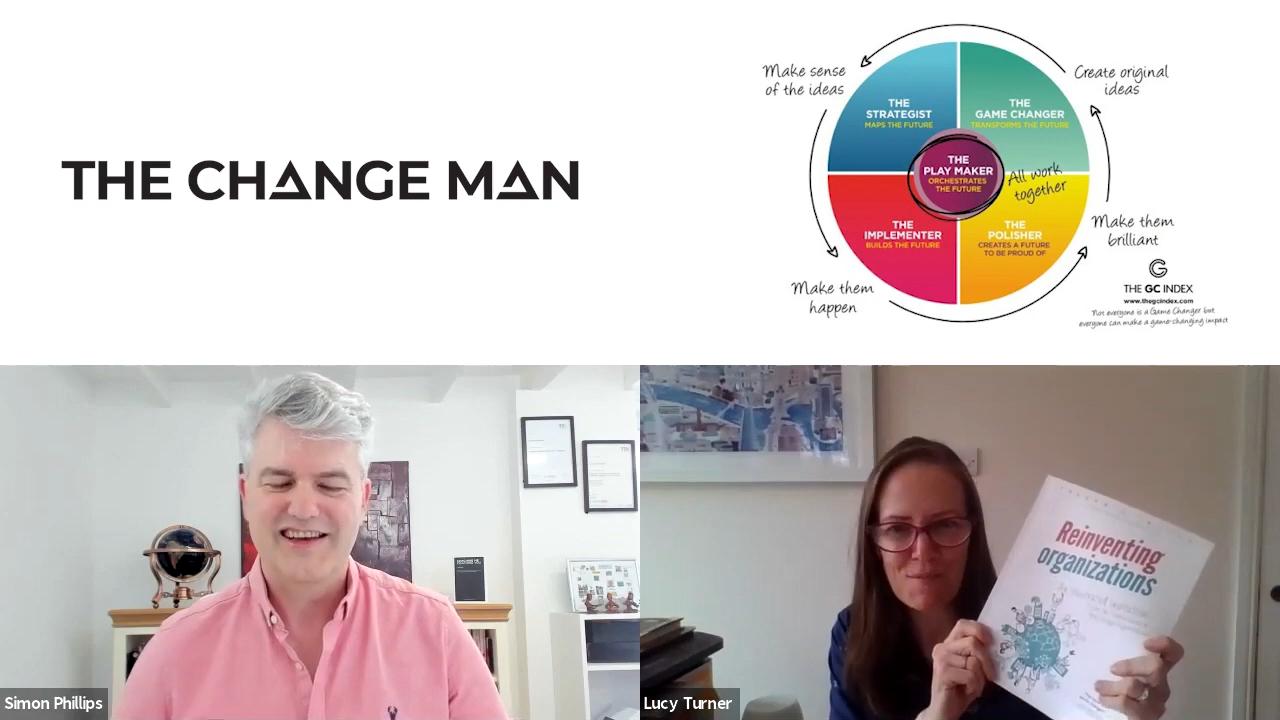 THE CHANGE MAN
Make sense
of the ideas
Create original
ideas
THE
STRATEGIST
MAPS THE FUTURE
THE
GAME CHANGER
TRANSFORMS THE FUTURE
THE
PLAY MAKER
ORCHESTRATES
THE FUTURE
All work
together
THE
IMPLEMENTER
BUILDS THE FUTURE
THE
POLISHER
CREATES A FUTURE
TO BE PROUD OF
Make them
brilliant
Make them
happen
THE GC INDEX
www.thegcindex.com
Not everyone is a Game Changer but
everyone can make a game-changing impact
Reinventing
organizations
Simon Phillips
Lucy Turner